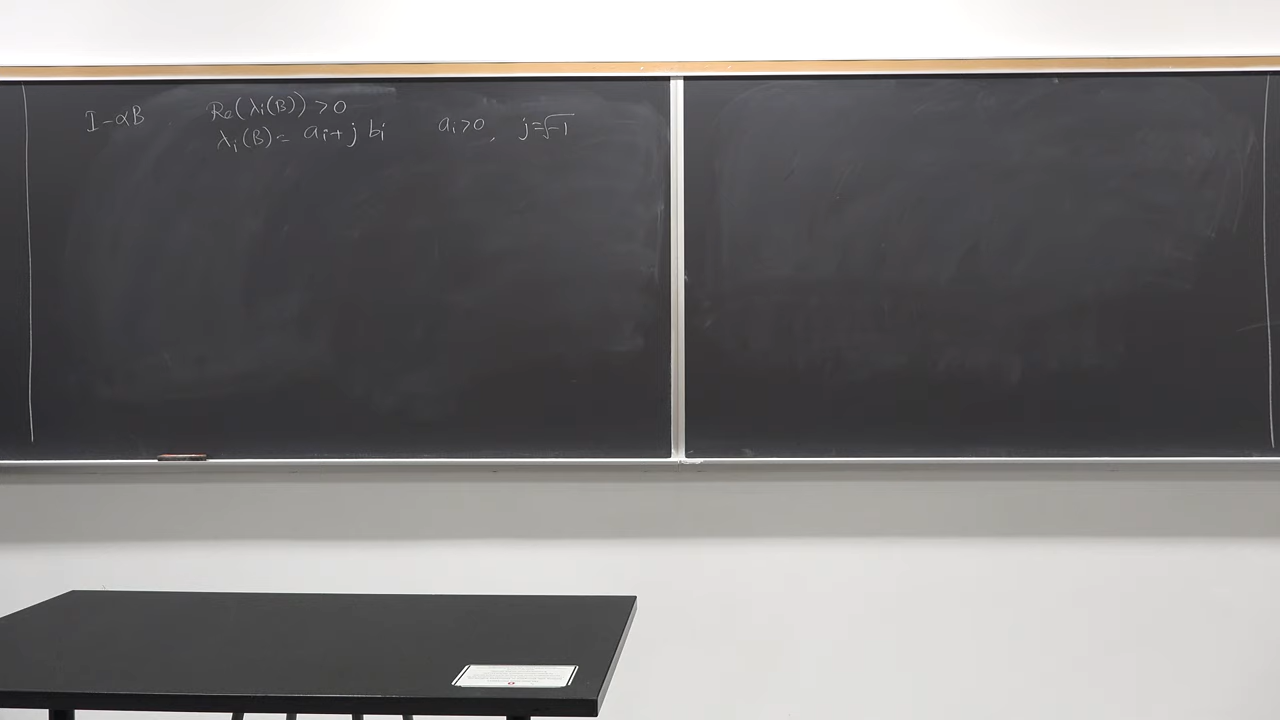 I-αB Re(λi(B))>0
λi(B)= ai+j bi ai>0, j=√-1